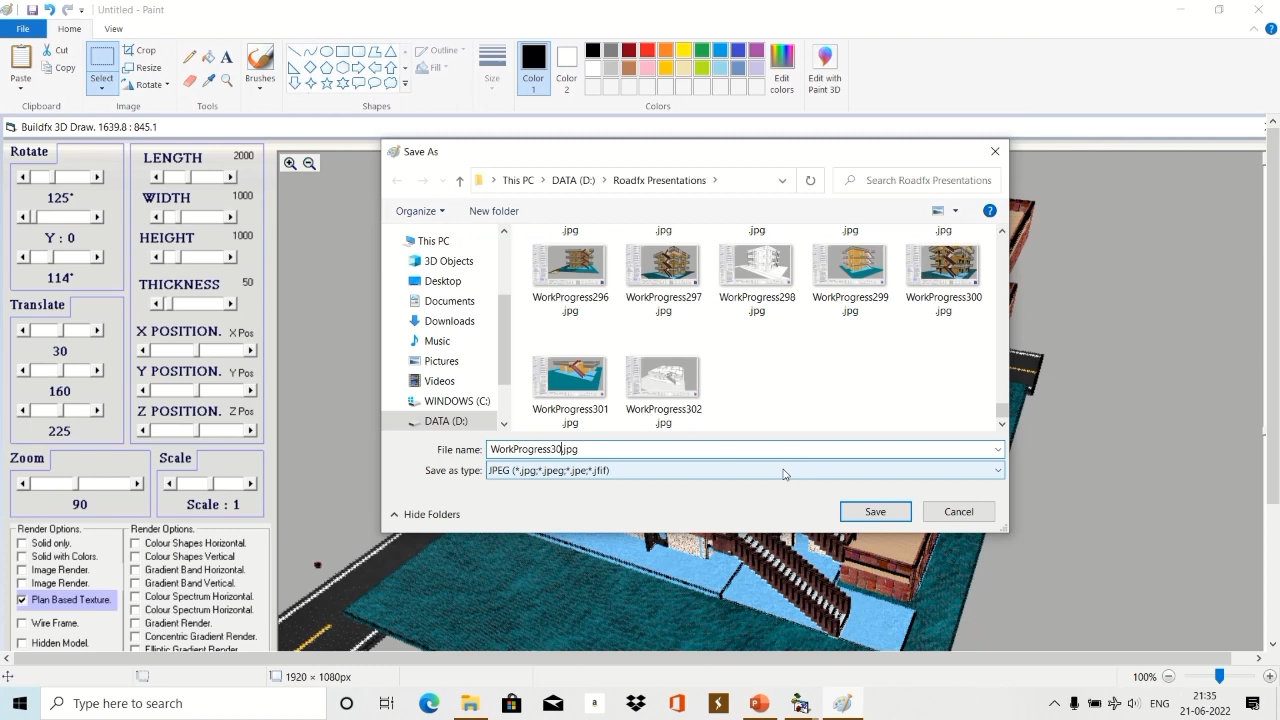 Untitled - Paint
File
Home
View
Paste
Cut
Copy
Clipboard
Select
Crop
Resize
Rotate
Image
Tools
Brushes
Shapes
Outline
Fill
Size
Color
1
Color
2
Edit
colors
Colors
Edit with
Paint 3D
Buildfx 3D Draw. 1639.8 : 845.1
Rotate
125°
Y : 0
114°
Translate
30
160
225
Zoom
90
LENGTH 2000
WIDTH 1000
HEIGHT 1000
THICKNESS 50
X POSITION. X Pos
Y POSITION. Y Pos
Z POSITION. Z Pos
Scale
Scale : 1
Render Options.
Solid only.
Solid with Colors.
Image Render.
Image Render.
Plan Based Texture.
Wire Frame.
Hidden Model.
Render Options.
Colour Shapes Horizontal.
Colour Shapes Vertical
Gradient Band Horizontal.
Gradient Band Vertical.
Colour Spectrum Horizontal.
Colour Spectrum Horizontal.
Gradient Render.
Concentric Gradient Render.
Elliptic Gradient Render
Save As
This PC
DATA (D:)
Roadfx Presentations
Search Roadfx Presentations
Organize
New folder
This PC
3D Objects
Desktop
Documents
Downloads
Music
Pictures
Videos
WINDOWS (C:)
DATA (D:)
.jpg .jpg .jpg .jpg .jpg
WorkProgress296
.jpg
WorkProgress297
.jpg
WorkProgress298
.jpg
WorkProgress299
.jpg
WorkProgress300
.jpg
WorkProgress301
.jpg
WorkProgress302
.jpg
File name: WorkProgress30.jpg
Save as type: JPEG (*.jpg;*.jpeg;*.jpe;*.jfif)
Hide Folders
Save
Cancel
1920 × 1080px
100%
Type here to search
ENG
21:35
21-06-2022